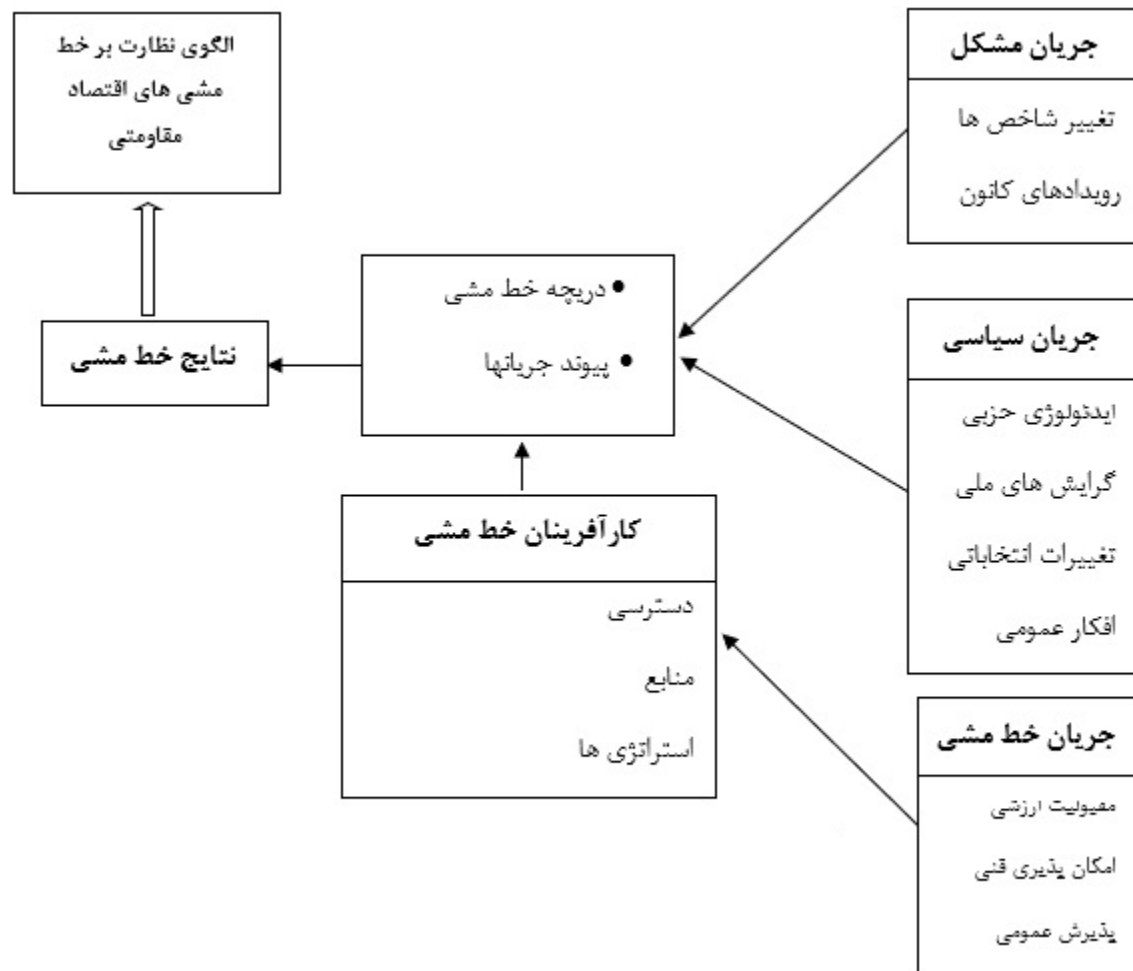 جریان مشکل
تغییر شاخص ها
رویدادهای کانون
جریان سیاسی
ایدئولوژی حزبی
گرایش های ملی
تغییرات انتخاباتی
افکار عمومی
جریان خط مشی
مقبولیت ارزشی
امکان پذیری قنی
پذیرش عمومی
دریچه خط مشی
پیوند جریانها
کارآفرینان خط مشی
دسترسی
منابع
استراتژی ها
نتایج خط مشی
الگوی نظارت بر خط
مشی های اقتصاد
مقاومتی